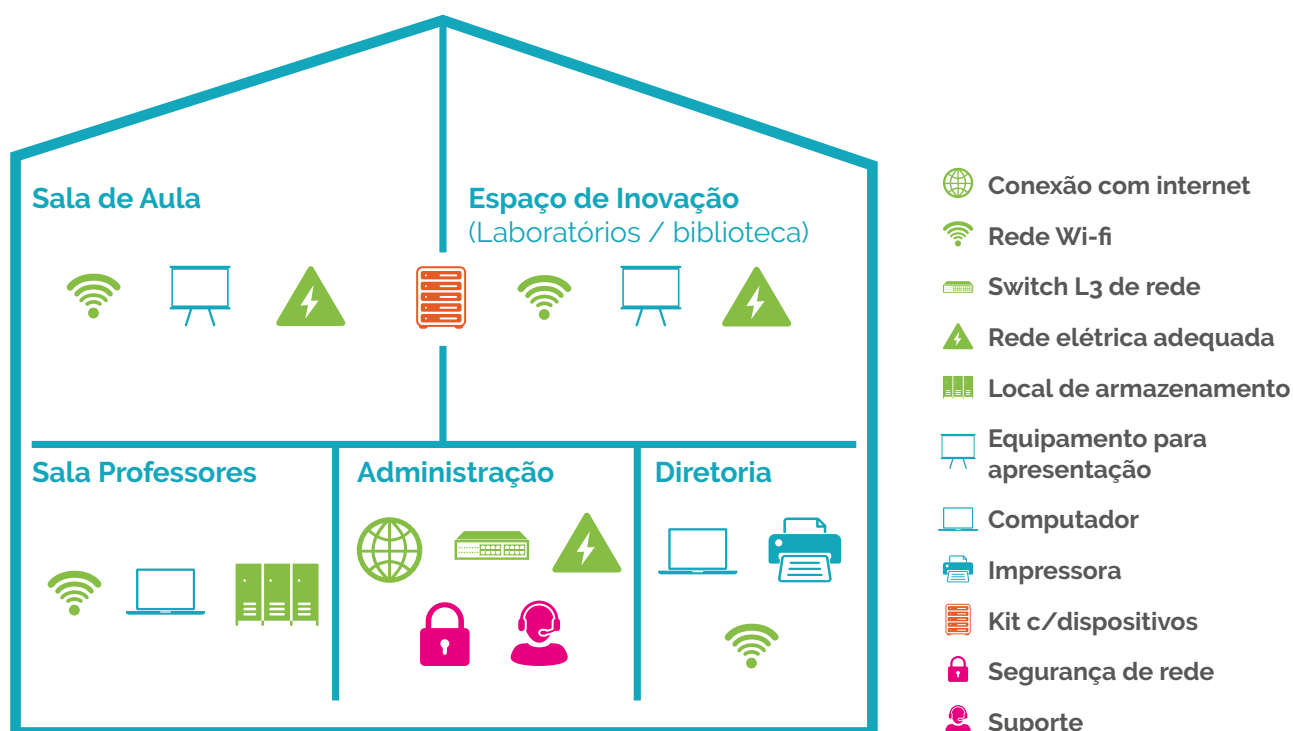 Sala de Aula
Espaço de Inovação
(Laboratórios / biblioteca)
Sala Professores
Administração
Diretoria
Conexão com internet
Rede Wi-fi
Switch L3 de rede
Rede elétrica adequada
Local de armazenamento
Equipamento para
apresentação
Computador
Impressora
Kit c/dispositivos
Segurança de rede
Suporte